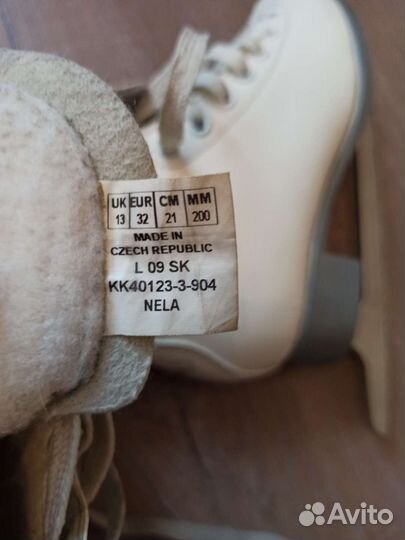 UK EUR CM MM
13 32 21 200
MADE IN
CZECH REPUBLIC
L 09 SK
KK40123-3-904
NELA
Avito